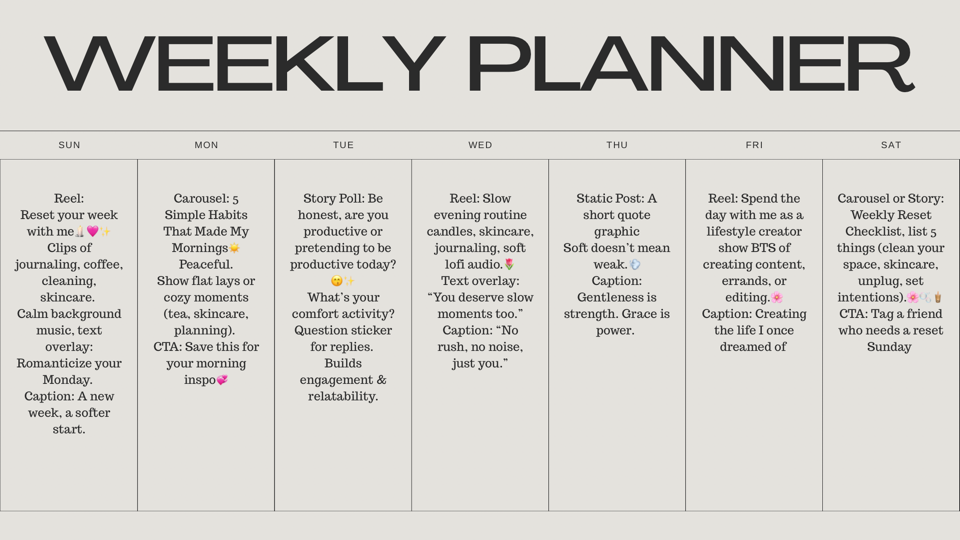 WEEKLY PLANNER
SUN
MON
TUE
WED
THU
FRI
SAT
Reel:
Reset your week
with me🕯️💗✨
Clips of
journaling, coffee,
cleaning,
skincare.
Calm background
music, text
overlay:
Romanticize your
Monday.
Caption: A new
week, a softer
start.
Carousel: 5
Simple Habits
That Made My
Mornings☀️
Peaceful.
Show flat lays or
cozy moments
(tea, skincare,
planning).
CTA: Save this for
your morning
inspo💞
Story Poll: Be
honest, are you
productive or
pretending to be
productive today?
🤫✨
What’s your
comfort activity?
Question sticker
for replies.
Builds
engagement &
relatability.
Reel: Slow
evening routine
candles, skincare,
journaling, soft
lofi audio.🌷
Text overlay:
“You deserve slow
moments too.”
Caption: “No
rush, no noise,
just you.”
Static Post: A
short quote
graphic
Soft doesn’t mean
weak.💨
Caption:
Gentleness is
strength. Grace is
power.
Reel: Spend the
day with me as a
lifestyle creator
show BTS of
creating content,
errands, or
editing.🌸
Caption: Creating
the life I once
dreamed of
Carousel or Story:
Weekly Reset
Checklist, list 5
things (clean your
space, skincare,
unplug, set
intentions).🌸🐇🧋
CTA: Tag a friend
who needs a reset
Sunday